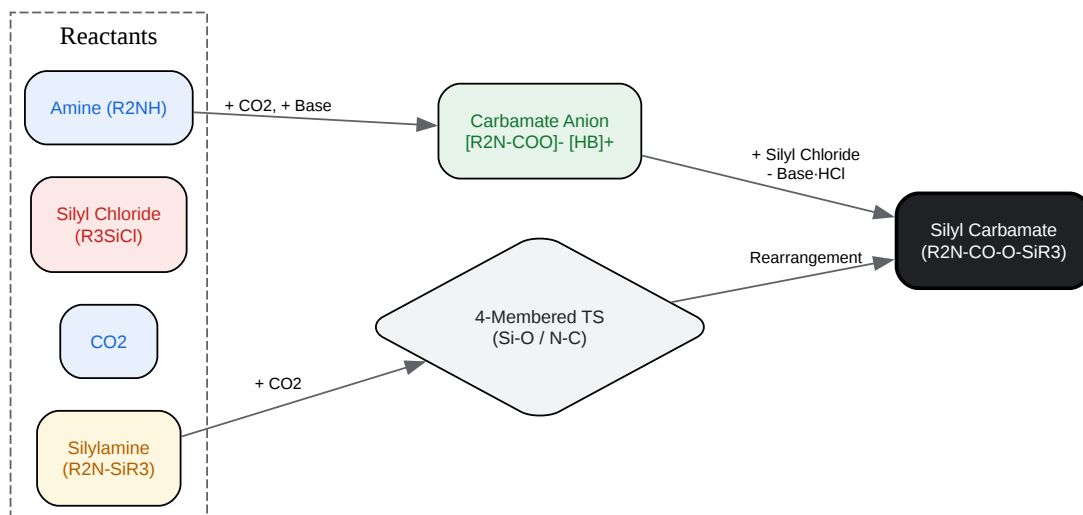 Reactants
Amine (R2NH)
+ CO2, + Base
Carbamate Anion
[R2N-COO]- [HB]+
+ Silyl Chloride
- Base·HCl
Silyl Chloride
(R3SiCl)
Silyl Carbamate
(R2N-CO-O-SiR3)
Rearrangement
4-Membered TS
(Si-O / N-C)
CO2
+ CO2
Silylamine
(R2N-SiR3)